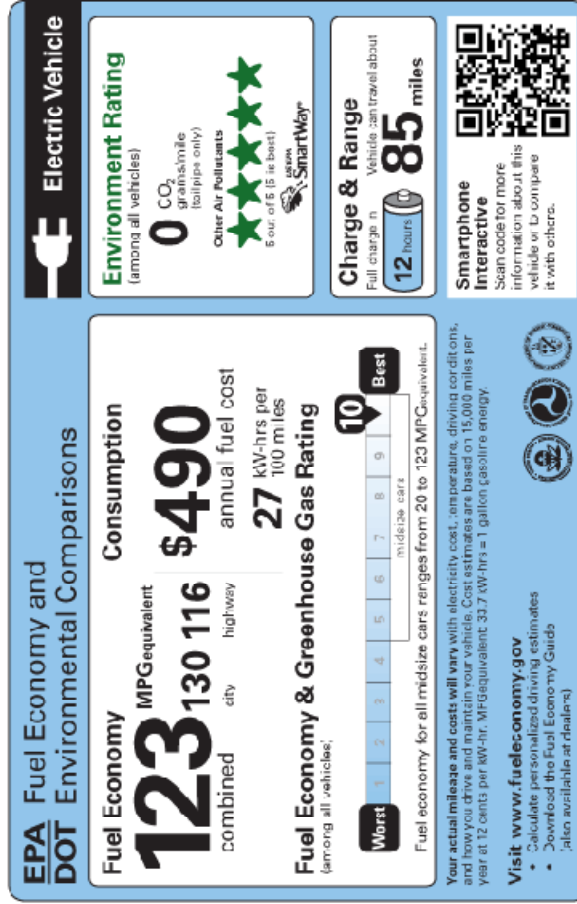 EPA Fuel Economy and
DOT Environmental Comparisons
Electric Vehicle
Fuel Economy
123
combined
MPGequivalent
130 116
city highway
Consumption
$490
annual fuel cost
27 kW-hrs per
100 miles
Fuel Economy & Greenhouse Gas Rating
(among all vehicles)
Worst 1 2 3 4 5 6 7 8 9 10 Best
midsize cars
Fuel economy for all midsize cars ranges from 20 to 123 MPGequivalent.
Environment Rating
(among all vehicles)
0 CO2
grams/mile
(tailpipe only)
Other Air Pollutants
5 out of 5 (5 is best)
SmartWay
Charge & Range
Full charge in
12 hours
Vehicle can travel about
85 miles
Your actual mileage and costs will vary with electricity cost, temperature, driving conditions,
and how you drive and maintain your vehicle. Cost estimates are based on 15,000 miles per
year at 12 cents per kW-hr. MPGequivalent: 33.7 kW-hrs = 1 gallon gasoline energy.
Visit www.fueleconomy.gov
• Calculate personalized driving estimates
• Download the Fuel Economy Guide
(also available at dealers)
Smartphone
Interactive
Scan code for more
information about this
vehicle or to compare
it with others.